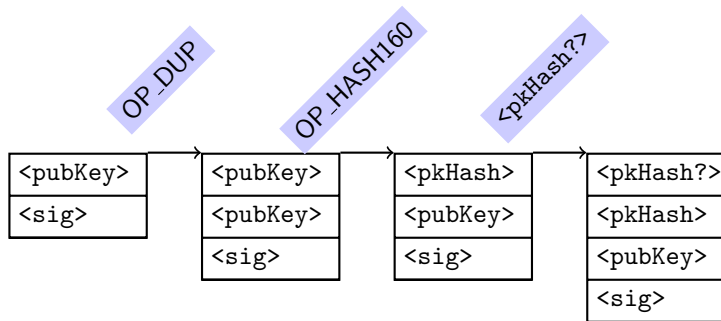 OP_DUP
OP_HASH160
<pkHash?>
<pubKey>
<sig>
<pubKey>
<pubKey>
<sig>
<pkHash>
<pubKey>
<sig>
<pkHash?>
<pkHash>
<pubKey>
<sig>